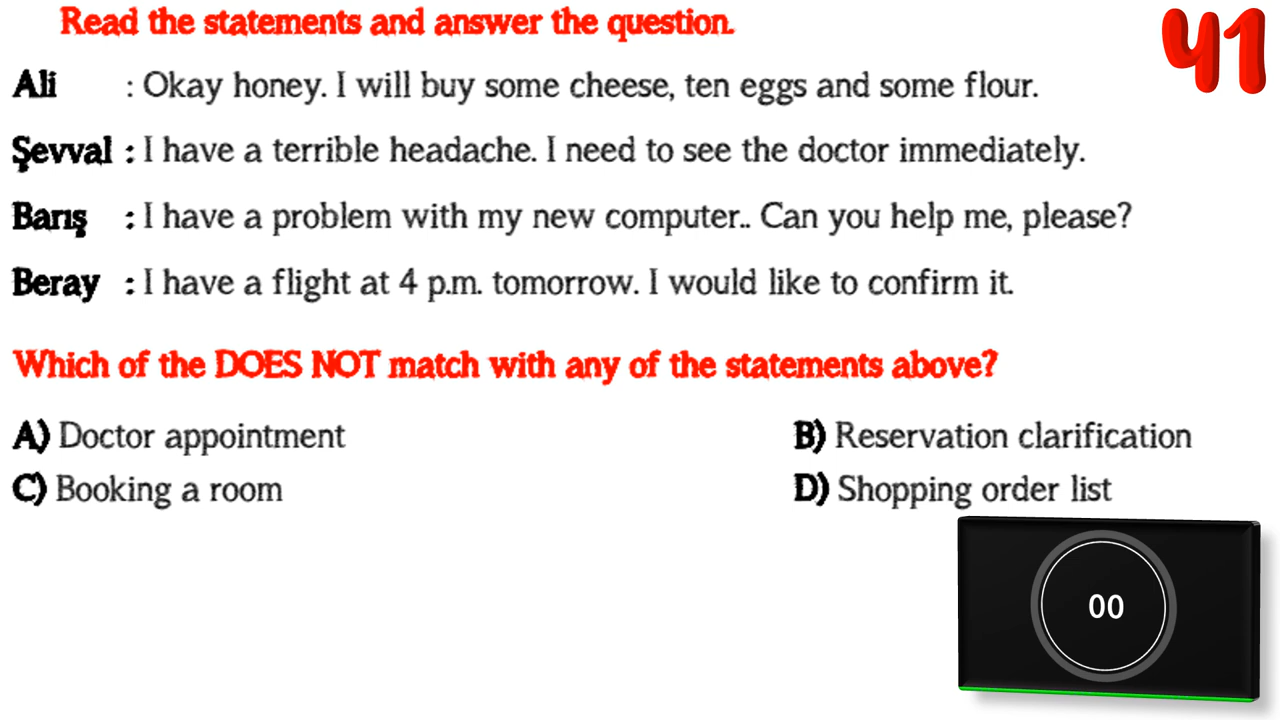 Read the statements and answer the question.
41
Ali : Okay honey. I will buy some cheese, ten eggs and some flour.
Şevval : I have a terrible headache. I need to see the doctor immediately.
Barış : I have a problem with my new computer.. Can you help me, please?
Beray : I have a flight at 4 p.m. tomorrow. I would like to confirm it.
Which of the DOES NOT match with any of the statements above?
A) Doctor appointment
B) Reservation clarification
C) Booking a room
D) Shopping order list
00